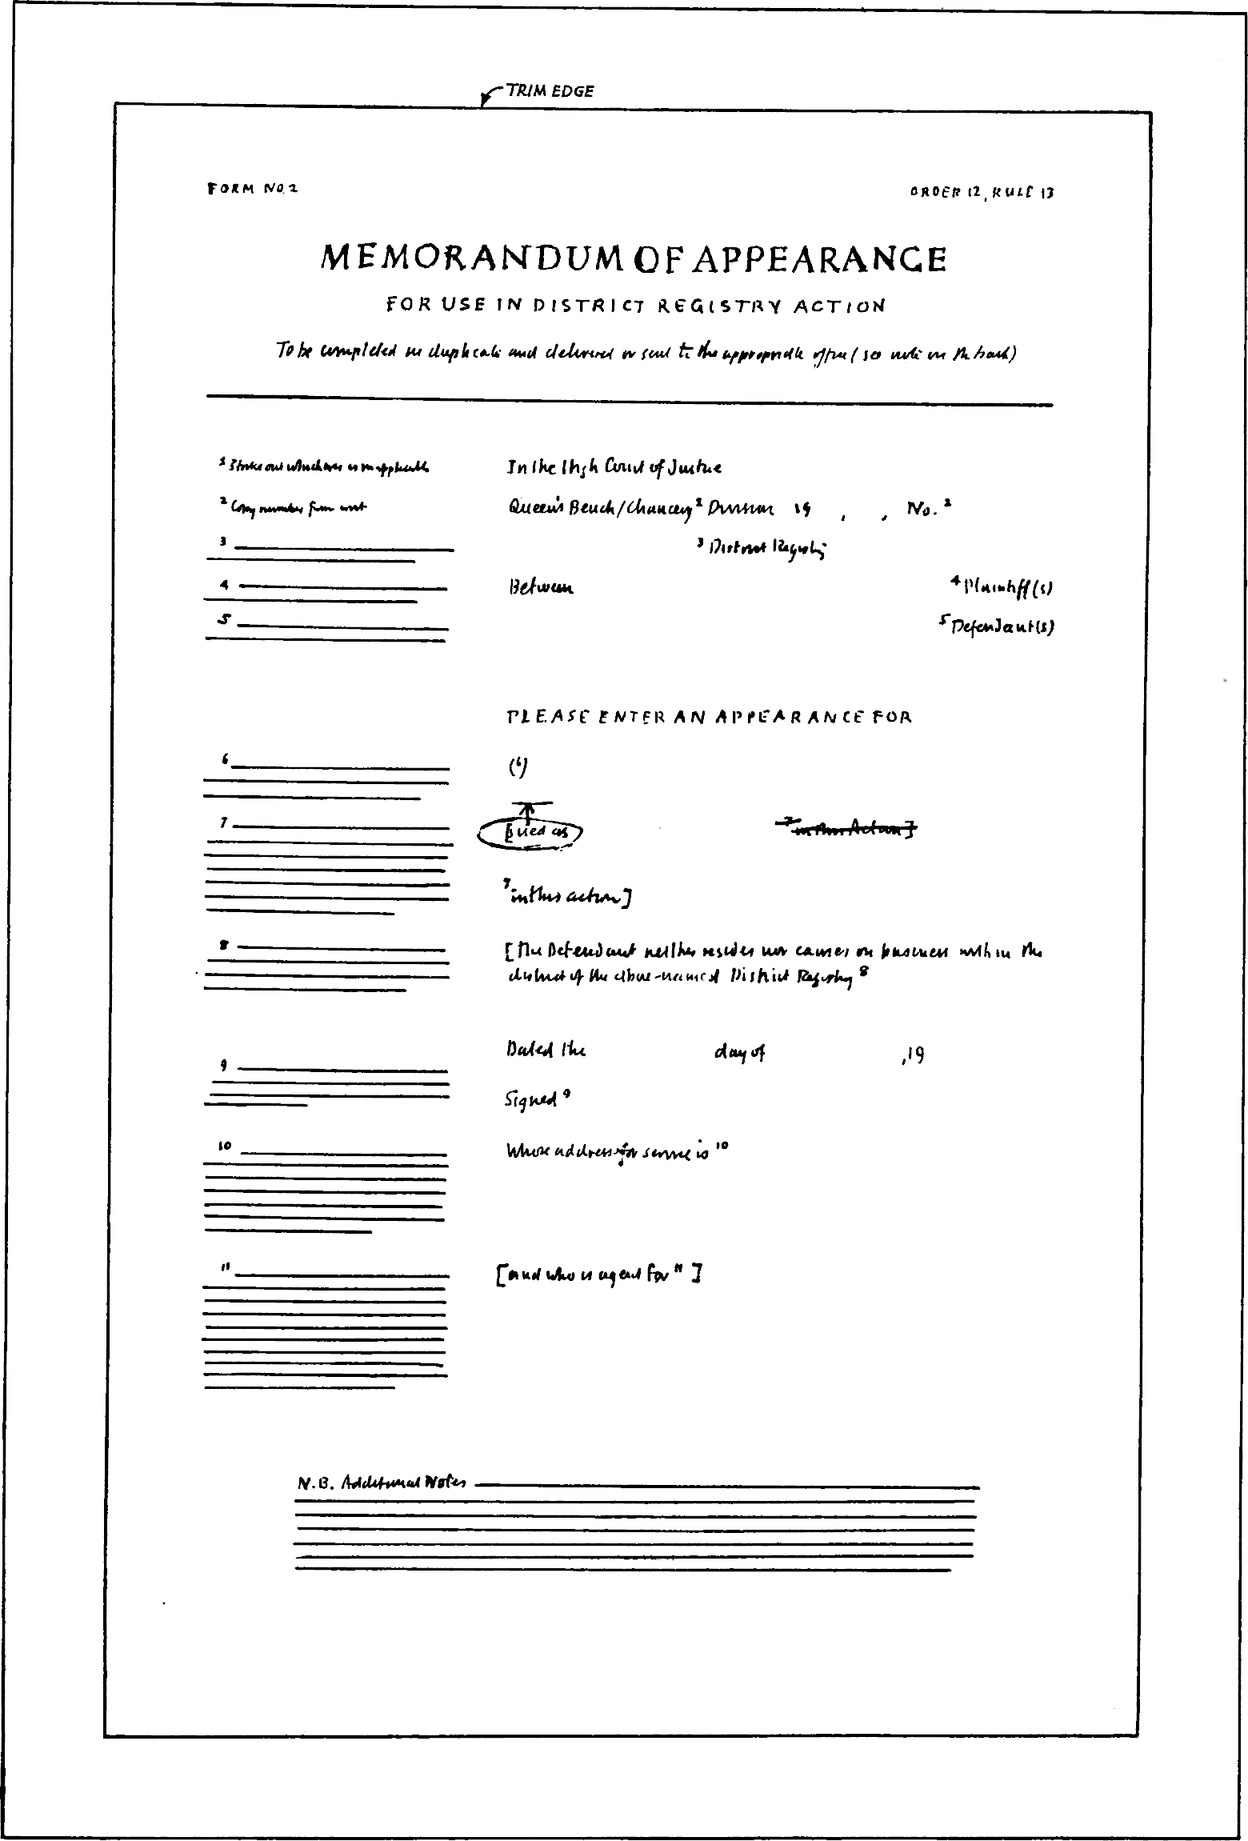 TRIM EDGE
FORM NO. 2
ORDER 12, RULE 13
MEMORANDUM OF APPEARANCE
FOR USE IN DISTRICT REGISTRY ACTION
To be completed in duplicate and delivered or sent to the appropriate office (see note on the back)
1 Strike out whichever is inapplicable
In the High Court of Justice
2 Copy number from writ
Queen's Bench/Chancery 1 Division 19 , , No. 2
3
3 District Registry
4
Between
4 Plaintiff(s)
5
5 Defendant(s)
PLEASE ENTER AN APPEARANCE FOR
6
(6)
7
[sued as
7 in this Action]
7 in this action]
8
[The Defendant neither resides nor carries on business within the
district of the above-named District Registry 8
Dated the day of ,19
9
Signed 9
10
Whose address for service is 10
11
[and who is agent for 11 ]
N.B. Additional Notes